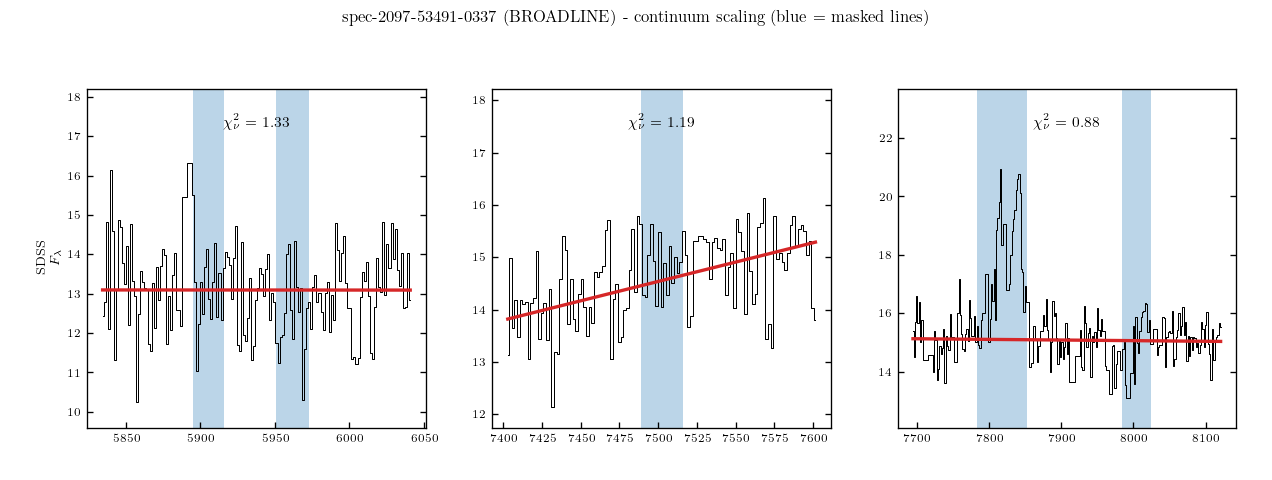 spec-2097-53491-0337 (BROADLINE) - continuum scaling (blue = masked lines)
SDSS
Fλ
χ²ν = 1.33
18
17
16
15
14
13
12
11
10
5850 5900 5950 6000 6050
χ²ν = 1.19
18
17
16
15
14
13
12
7400 7425 7450 7475 7500 7525 7550 7575 7600
χ²ν = 0.88
22
20
18
16
14
7700 7800 7900 8000 8100